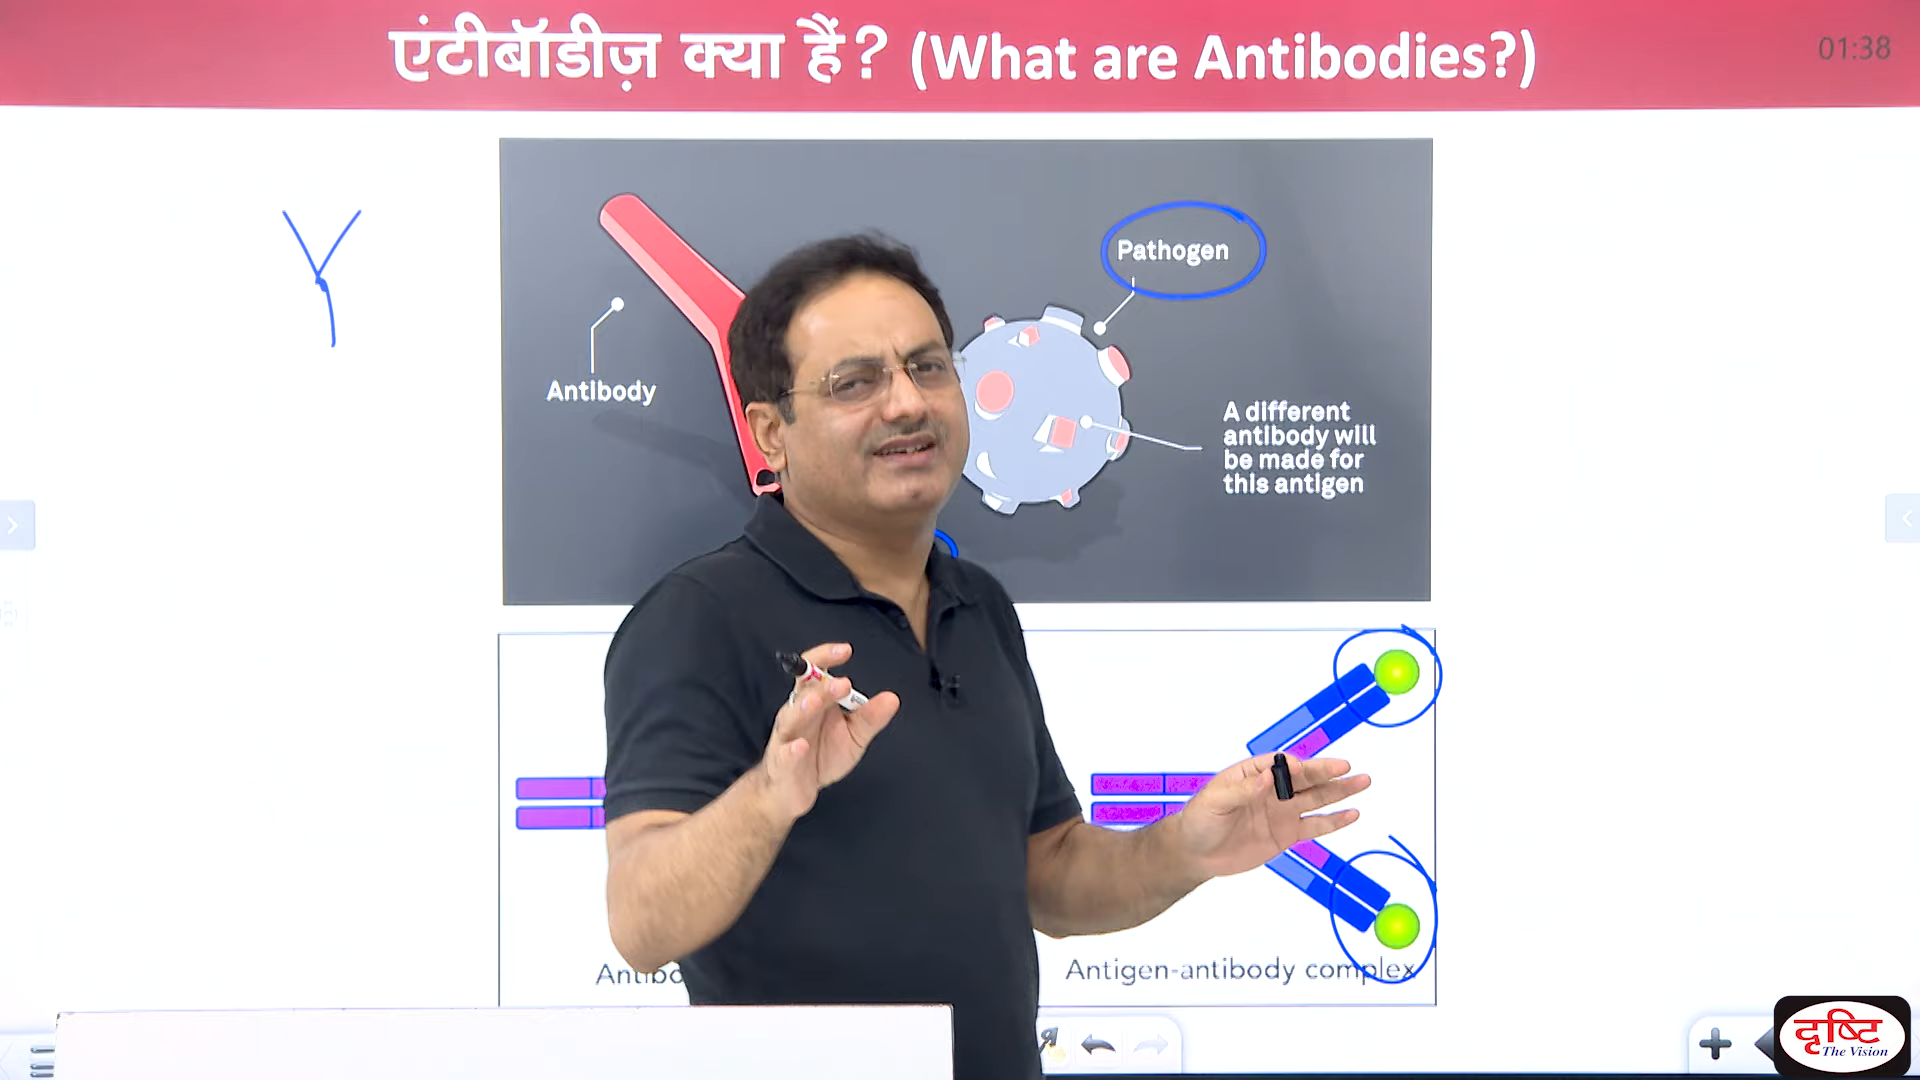 एंटीबॉडीज़ क्या हैं? (What are Antibodies?)
01:38
Y
Pathogen
Antibody
A different
antibody will
be made for
this antigen
Antigen-antibody complex
दृष्टि
The Vision